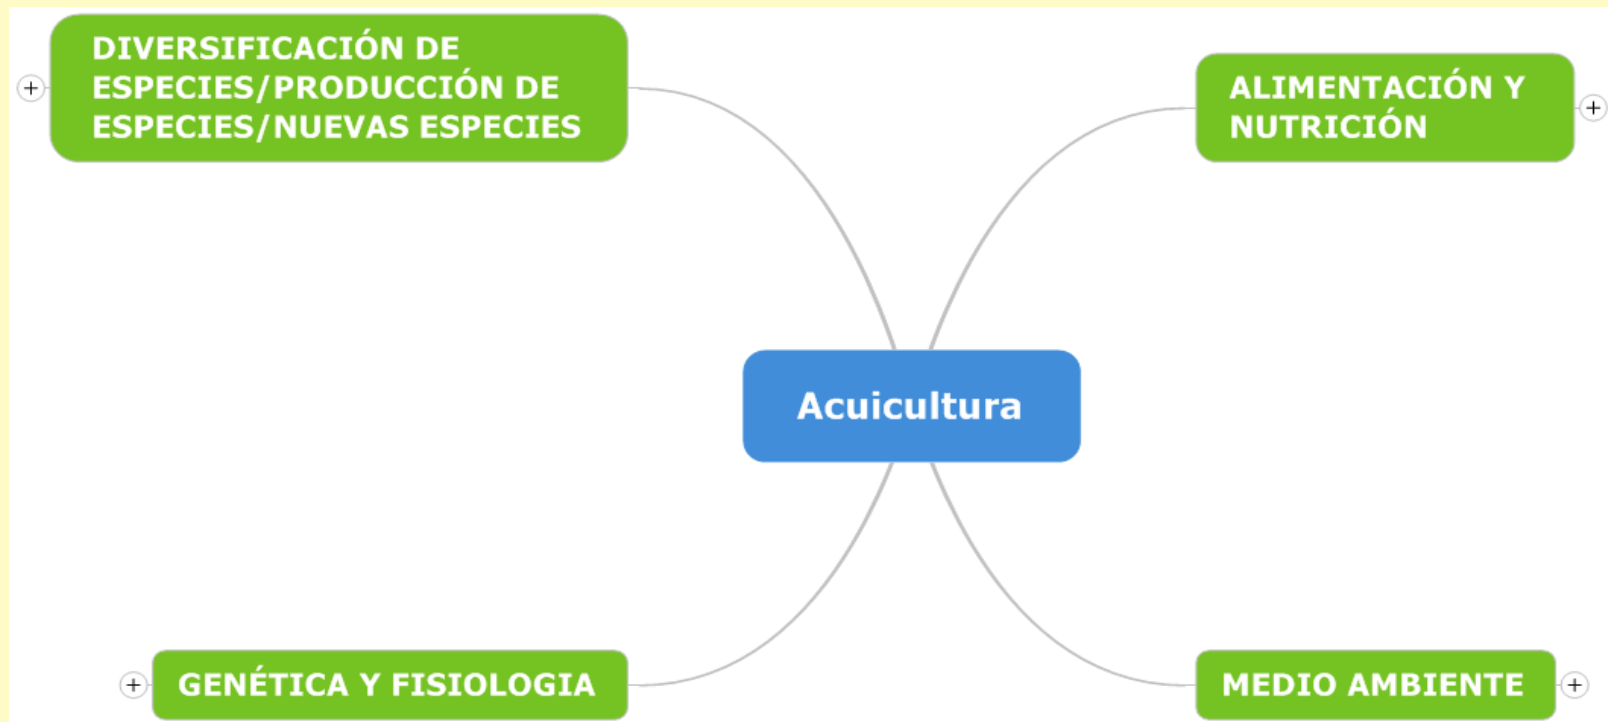 DIVERSIFICACIÓN DE
ESPECIES/PRODUCCIÓN DE
ESPECIES/NUEVAS ESPECIES
ALIMENTACIÓN Y
NUTRICIÓN
Acuicultura
GENÉTICA Y FISIOLOGIA
MEDIO AMBIENTE